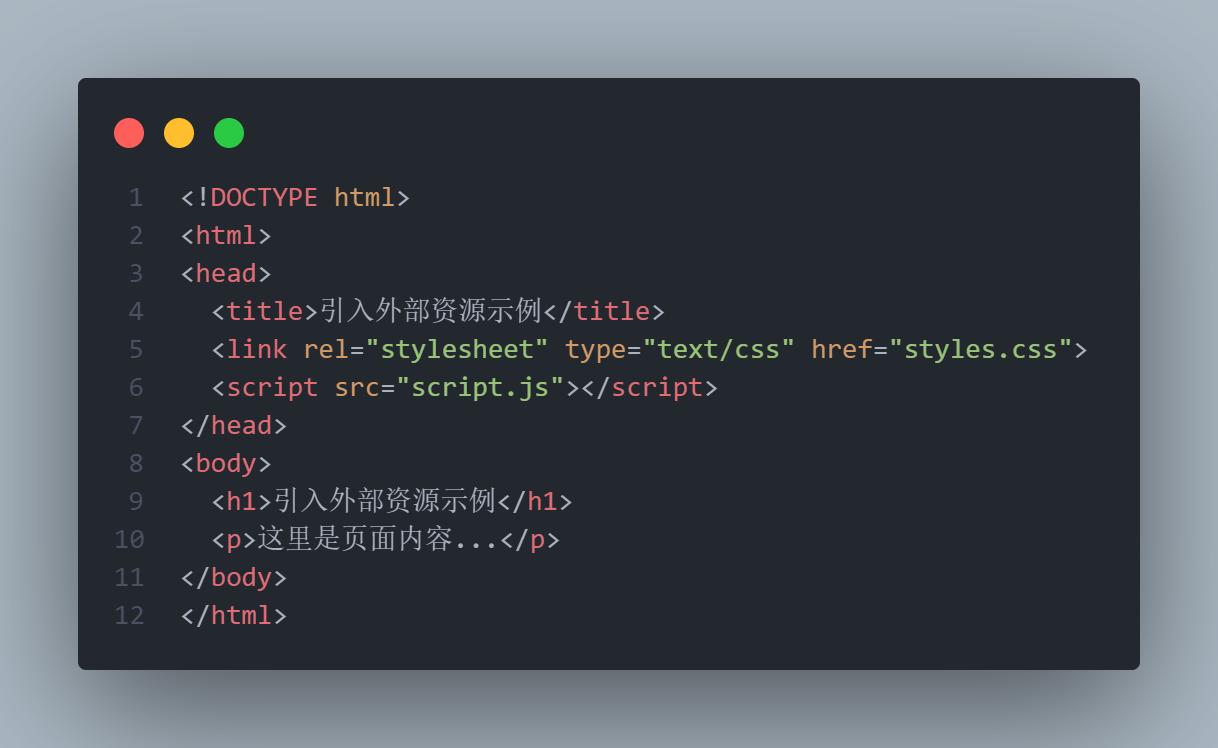 1 <!DOCTYPE html>
2 <html>
3 <head>
4   <title>引入外部资源示例</title>
5   <link rel="stylesheet" type="text/css" href="styles.css">
6   <script src="script.js"></script>
7 </head>
8 <body>
9   <h1>引入外部资源示例</h1>
10   <p>这里是页面内容...</p>
11 </body>
12 </html>